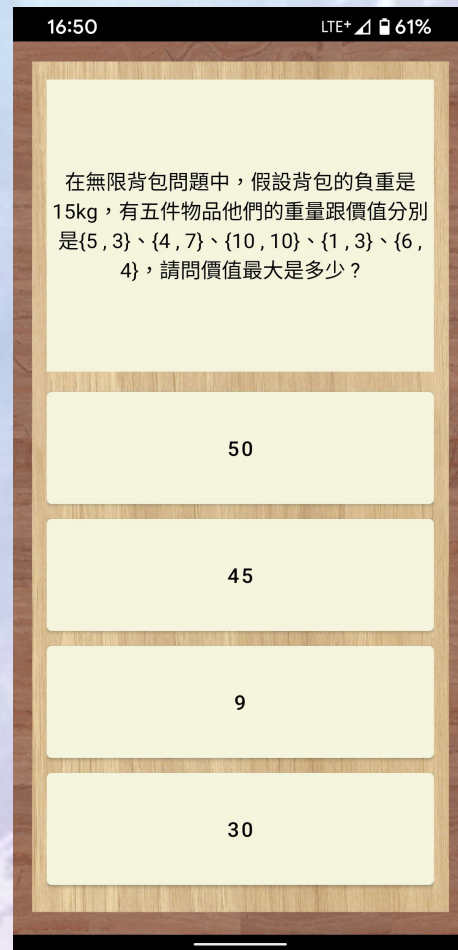 16:50 LTE+ 61%
在無限背包問題中，假設背包的負重是
15kg，有五件物品他們的重量跟價值分別
是{5 , 3}、{4 , 7}、{10 , 10}、{1 , 3}、{6 ,
4}，請問價值最大是多少 ?
50
45
9
30